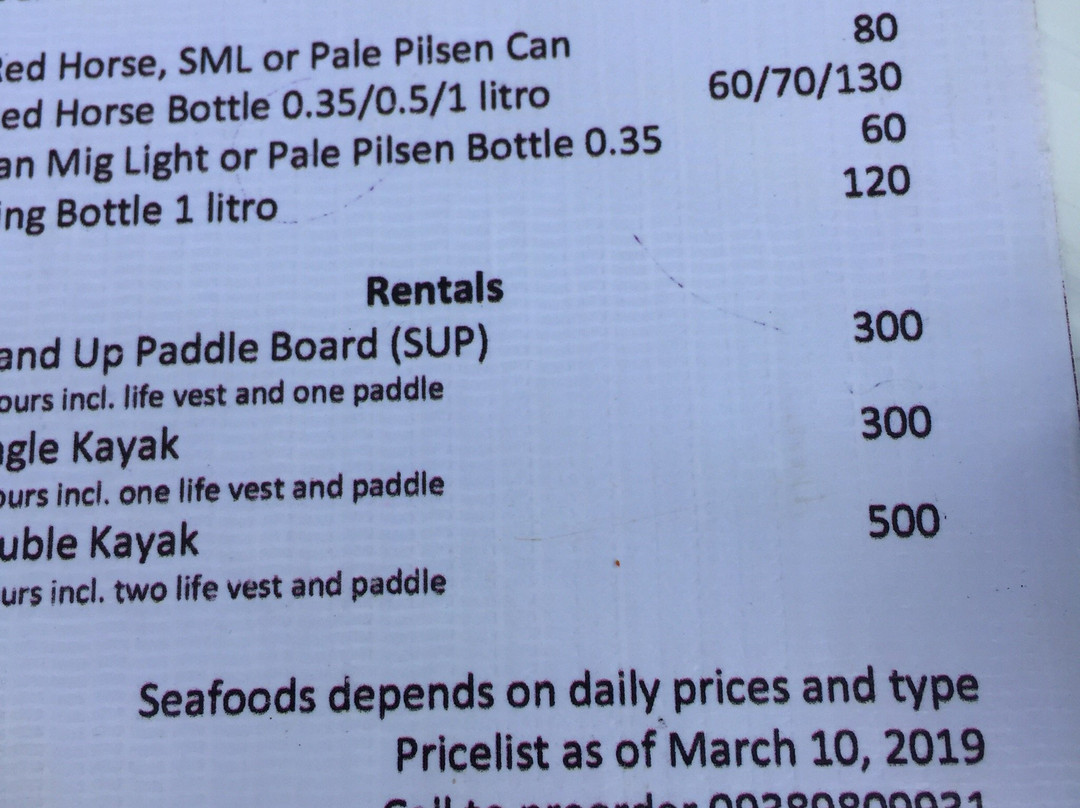 ed Horse, SML or Pale Pilsen Can 80
ed Horse Bottle 0.35/0.5/1 litro 60/70/130
an Mig Light or Pale Pilsen Bottle 0.35 60
ing Bottle 1 litro 120
Rentals
and Up Paddle Board (SUP) 300
ours incl. life vest and one paddle
gle Kayak 300
ours incl. one life vest and paddle
uble Kayak 500
urs incl. two life vest and paddle
Seafoods depends on daily prices and type
Pricelist as of March 10, 2019